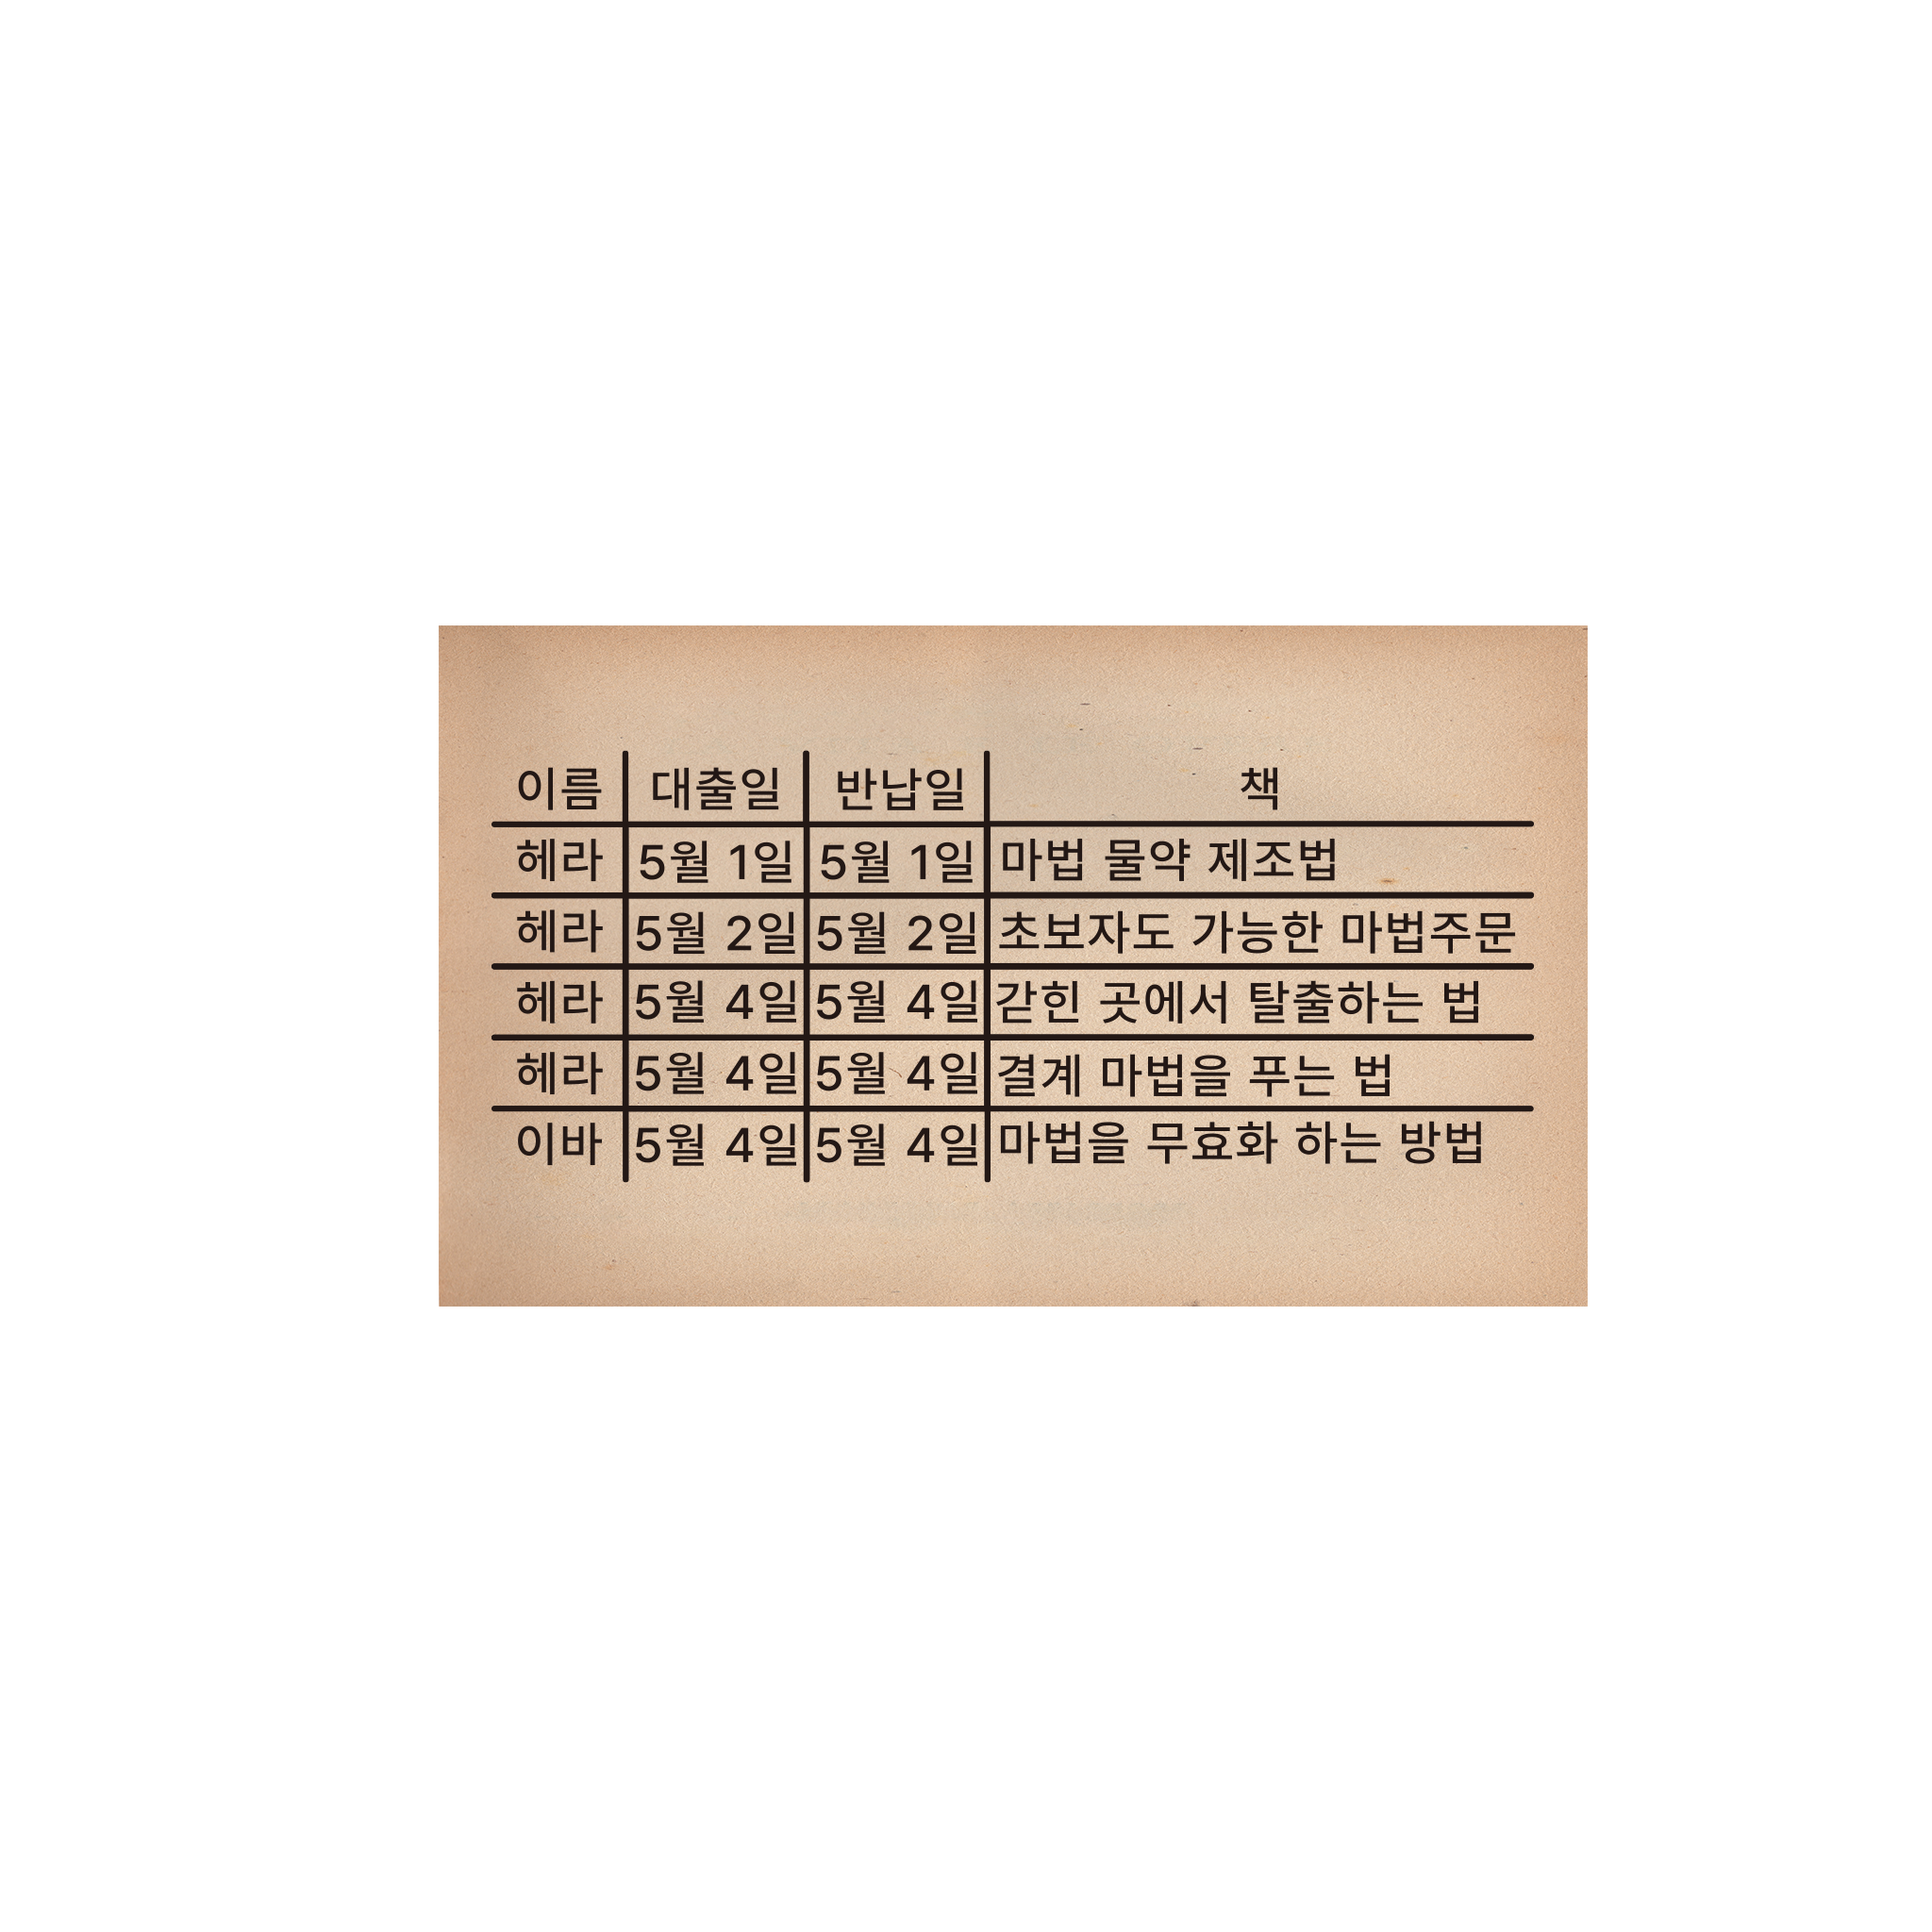 이름 대출일 반납일 책
헤라 5월 1일 5월 1일 마법 물약 제조법
헤라 5월 2일 5월 2일 초보자도 가능한 마법주문
헤라 5월 4일 5월 4일 갇힌 곳에서 탈출하는 법
헤라 5월 4일 5월 4일 결계 마법을 푸는 법
이바 5월 4일 5월 4일 마법을 무효화 하는 방법